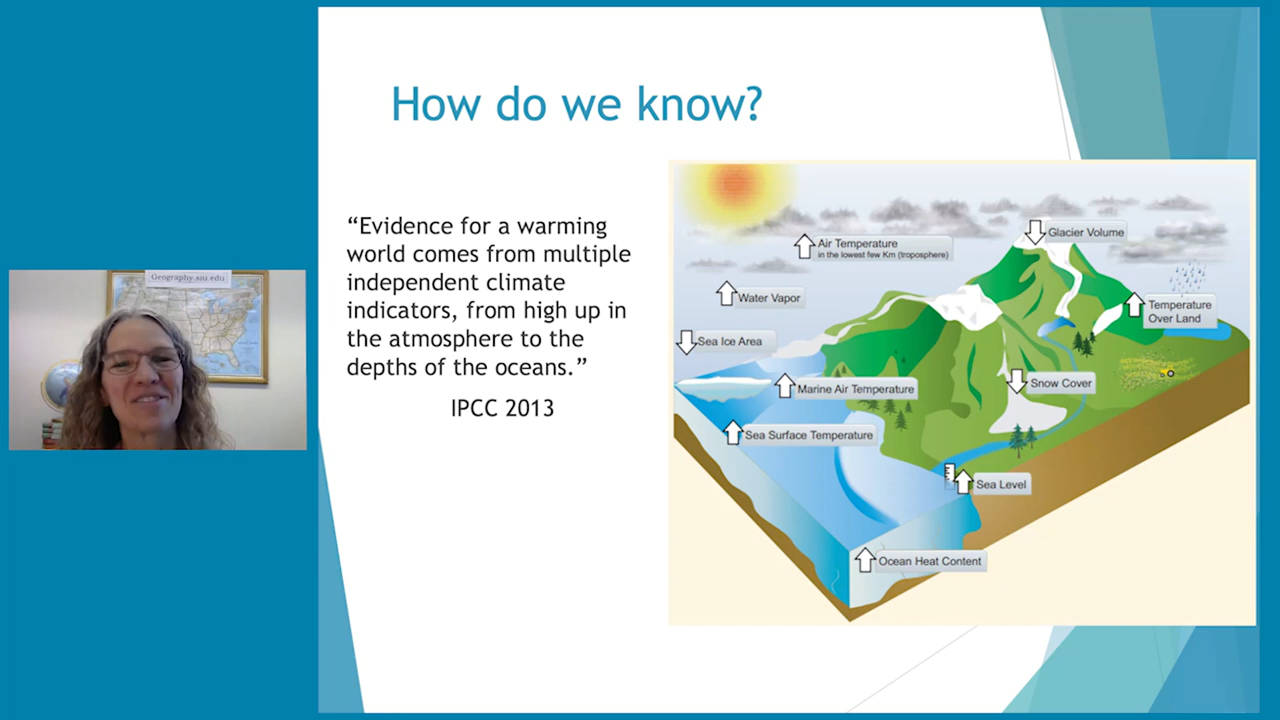 How do we know?
“Evidence for a warming
world comes from multiple
independent climate
indicators, from high up in
the atmosphere to the
depths of the oceans.”
IPCC 2013
Geography.siu.edu
Glacier Volume
Air Temperature
in the lowest few Km (troposphere)
Water Vapor
Temperature
Over Land
Sea Ice Area
Marine Air Temperature
Snow Cover
Sea Surface Temperature
Sea Level
Ocean Heat Content